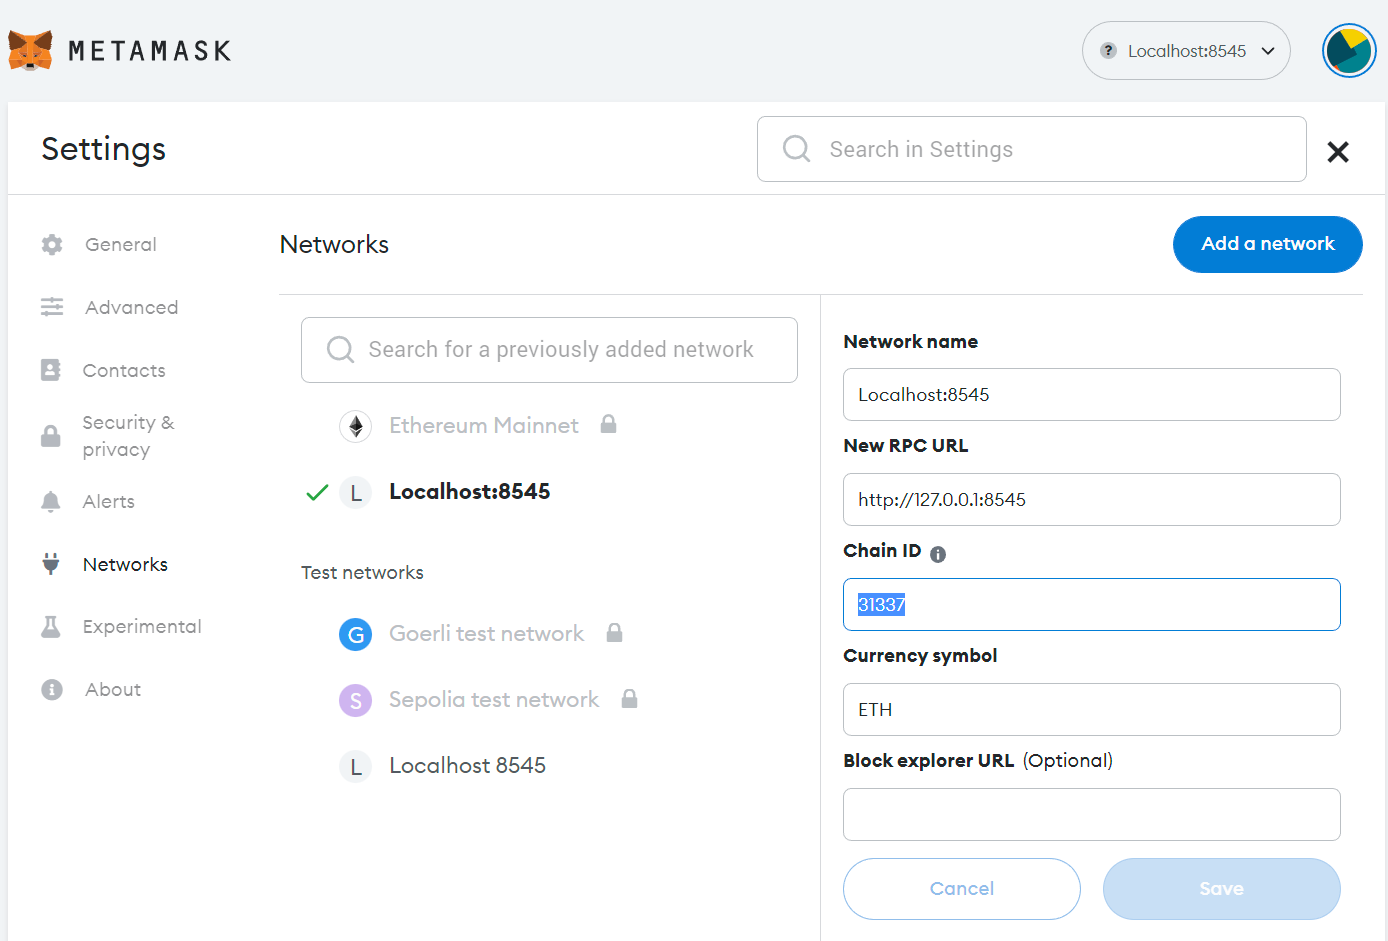 METAMASK
? Localhost:8545
Settings
Search in Settings
General
Advanced
Contacts
Security &
privacy
Alerts
Networks
Experimental
About
Networks
Add a network
Search for a previously added network
Ethereum Mainnet
L Localhost:8545
Test networks
G Goerli test network
S Sepolia test network
L Localhost 8545
Network name
Localhost:8545
New RPC URL
http://127.0.0.1:8545
Chain ID i
31337
Currency symbol
ETH
Block explorer URL (Optional)
Cancel
Save